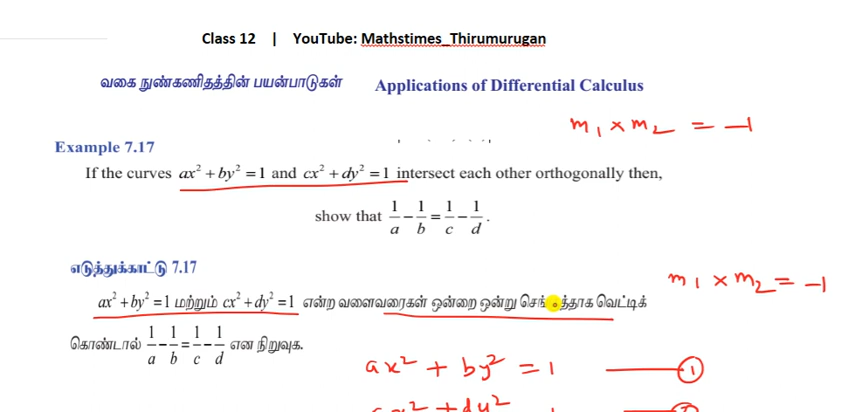 Class 12 | YouTube: Mathstimes_Thirumurugan
வகை நுண்கணிதத்தின் பயன்பாடுகள் Applications of Differential Calculus
m₁ × m₂ = −1
Example 7.17
If the curves ax² + by² = 1 and cx² + dy² = 1 intersect each other orthogonally then,
show that 1/a − 1/b = 1/c − 1/d .
எடுத்துக்காட்டு 7.17
m₁ × m₂ = −1
ax² + by² = 1 மற்றும் cx² + dy² = 1 என்ற வளைவரைகள் ஒன்றை ஒன்று வெட்டிக்
கொண்டால் 1/a − 1/b = 1/c − 1/d என நிறுவுக.
ax² + by² = 1 ①